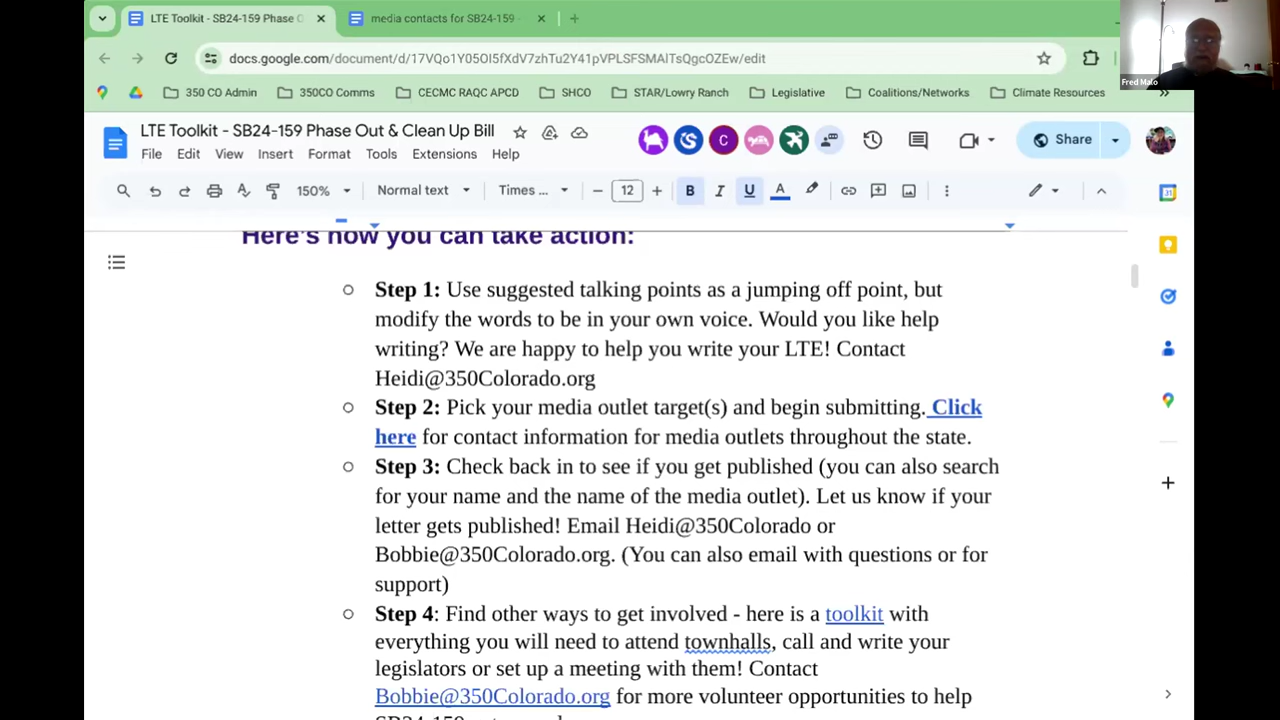 LTE Toolkit - SB24-159 Phase O
media contacts for SB24-159
docs.google.com/document/d/17VQo1Y05OI5fXdV7zhTu2Y41pVPLSFSMAITsQgcOZEw/edit
Fred Malo
350 CO Admin
350CO Comms
CECMC RAQC APCD
SHCO
STAR/Lowry Ranch
Legislative
Coalitions/Networks
Climate Resources
LTE Toolkit - SB24-159 Phase Out & Clean Up Bill
C
Share
File Edit View Insert Format Tools Extensions Help
150% Normal text Times ... 12 B I U A
31
Here's how you can take action:
Step 1: Use suggested talking points as a jumping off point, but
modify the words to be in your own voice. Would you like help
writing? We are happy to help you write your LTE! Contact
Heidi@350Colorado.org
Step 2: Pick your media outlet target(s) and begin submitting. Click
here for contact information for media outlets throughout the state.
Step 3: Check back in to see if you get published (you can also search
for your name and the name of the media outlet). Let us know if your
letter gets published! Email Heidi@350Colorado or
Bobbie@350Colorado.org. (You can also email with questions or for
support)
Step 4: Find other ways to get involved - here is a toolkit with
everything you will need to attend townhalls, call and write your
legislators or set up a meeting with them! Contact
Bobbie@350Colorado.org for more volunteer opportunities to help